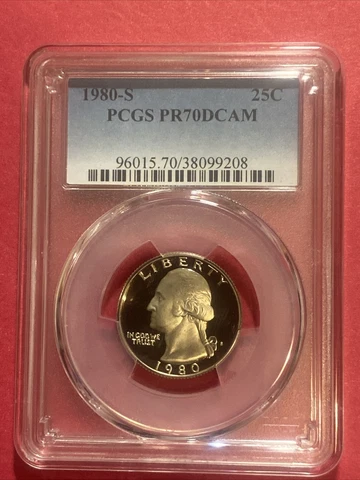 1980-S 25C
PCGS PR70DCAM
96015.70/38099208
LIBERTY
IN GOD WE
TRUST
S
1980